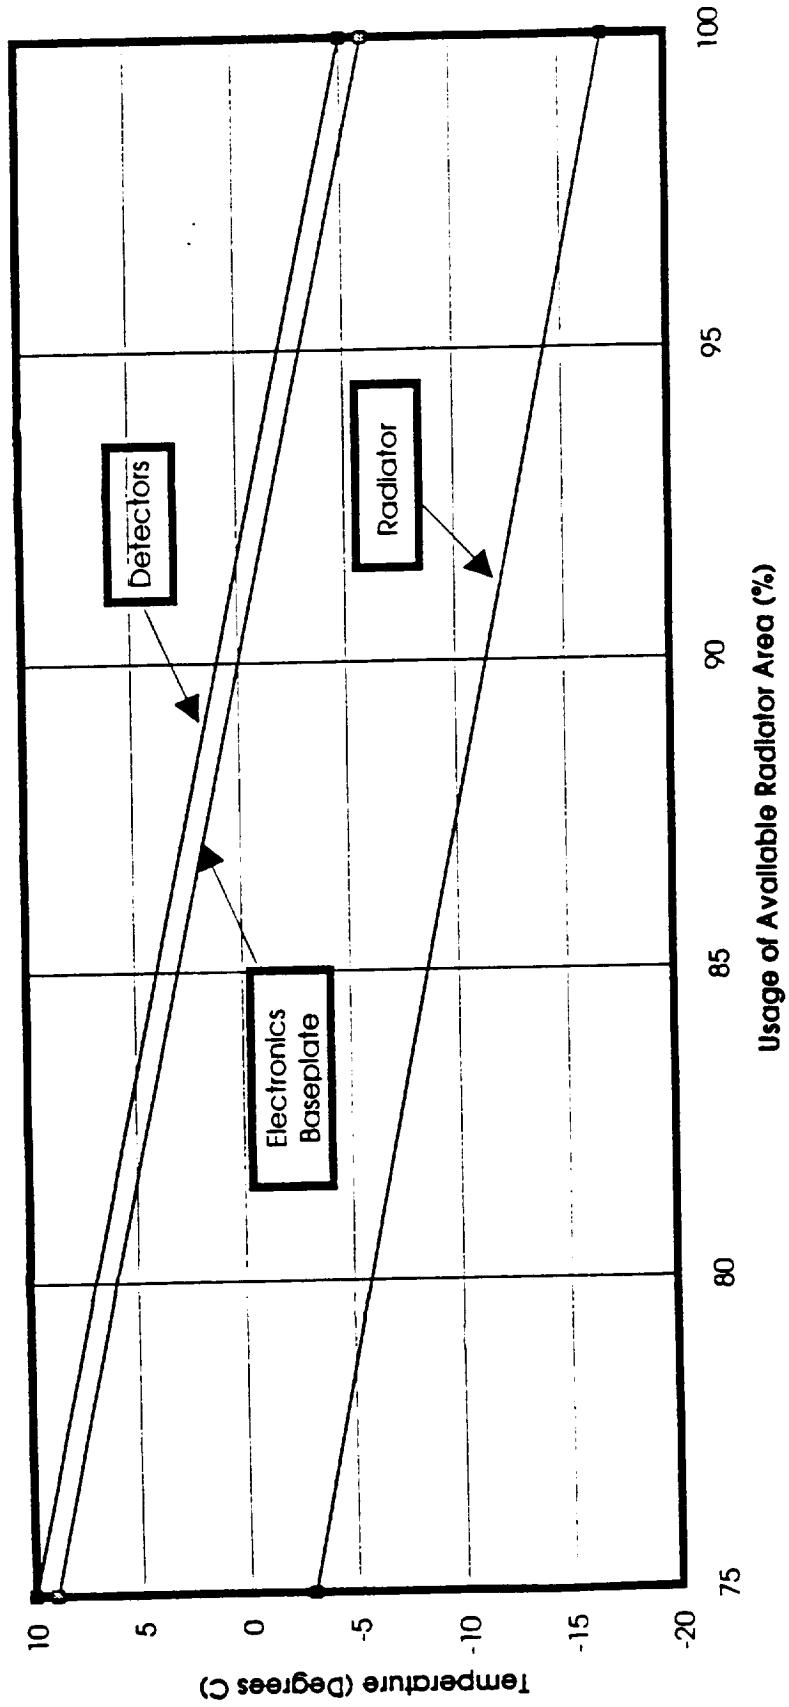 Temperature (Degrees C)
10
5
0
-5
-10
-15
-20
75
80
85
90
95
100
Usage of Available Radiator Area (%)
Detectors
Electronics
Baseplate
Radiator